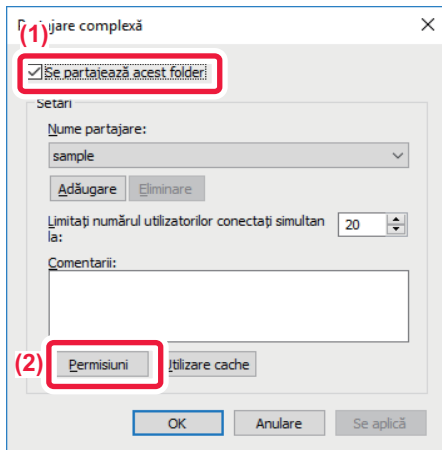 Partajare complexă
(1)
Se partajează acest folder
Setări
Nume partajare:
sample
Adăugare Eliminare
Limitați numărul utilizatorilor conectați simultan
la:
20
Comentarii:
(2)
Permisiuni Utilizare cache
OK Anulare Se aplică